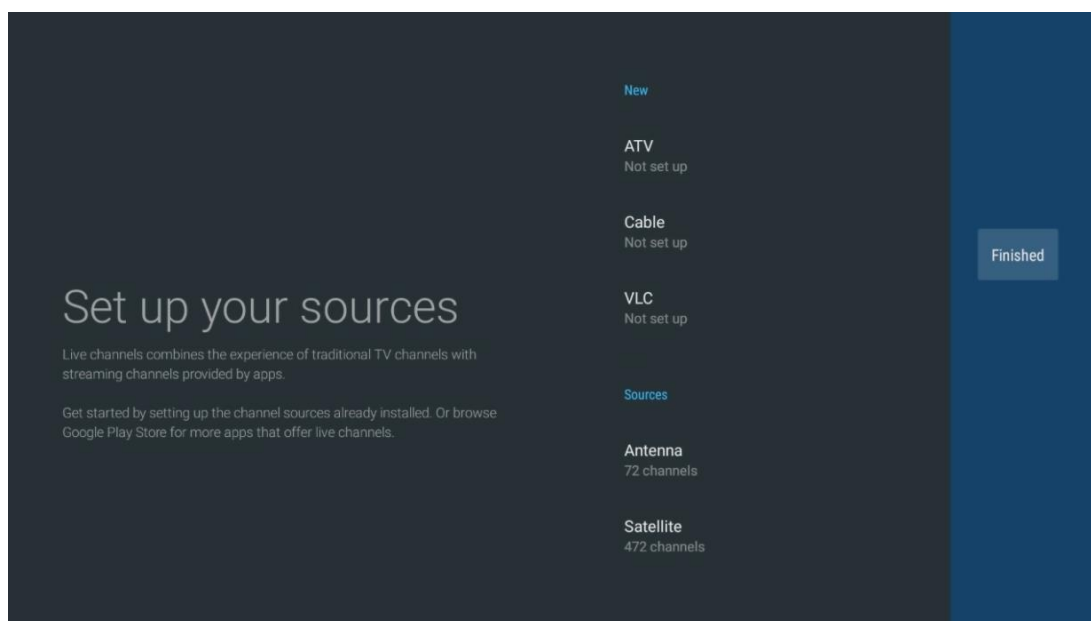 Set up your sources
Live channels combines the experience of traditional TV channels with
streaming channels provided by apps.
Get started by setting up the channel sources already installed. Or browse
Google Play Store for more apps that offer live channels.
New
ATV
Not set up
Cable
Not set up
VLC
Not set up
Sources
Antenna
72 channels
Satellite
472 channels
Finished